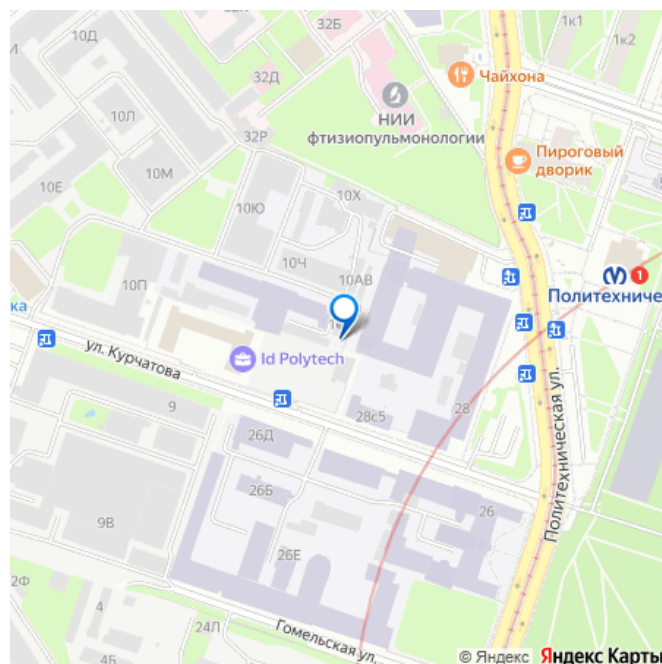 32Б
1к1
1к2
10Д
32Д
Чайхона
НИИ
фтизиопульмонологии
10Л
32Р
Пироговый
дворик
10М
10Е
10Х
10Ю
10Ч
10АВ
10П
1
Политехниче
ка
Id Polytech
ул. Курчатова
9
28с5
28
26Д
Политехническая ул.
26Б
26
9В
26Е
2Ф
4
24Л
Гомельская ул.
4Б
© Яндекс
Яндекс Карты